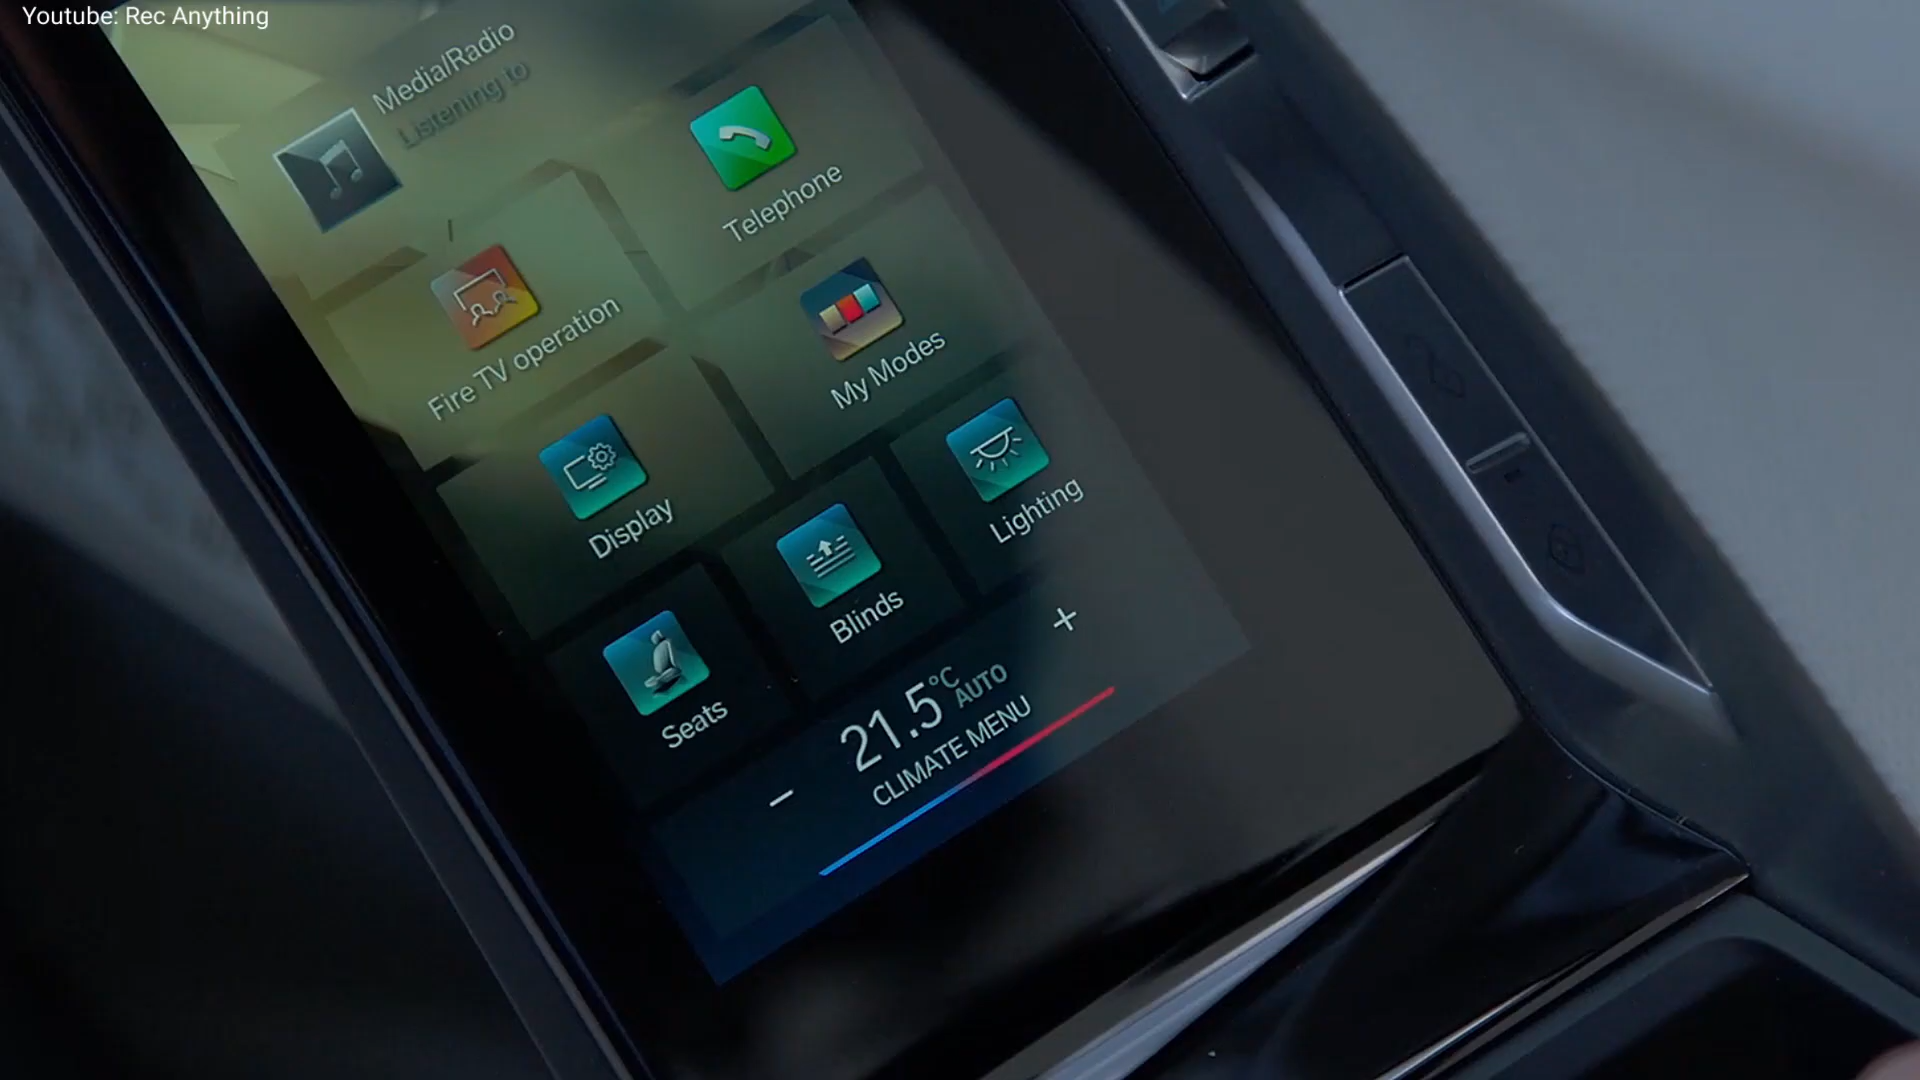 Youtube: Rec Anything
Media/Radio
Listening to
Telephone
Fire TV operation
My Modes
Display
Lighting
Blinds
Seats
+
21.5°C
AUTO
CLIMATE MENU
−